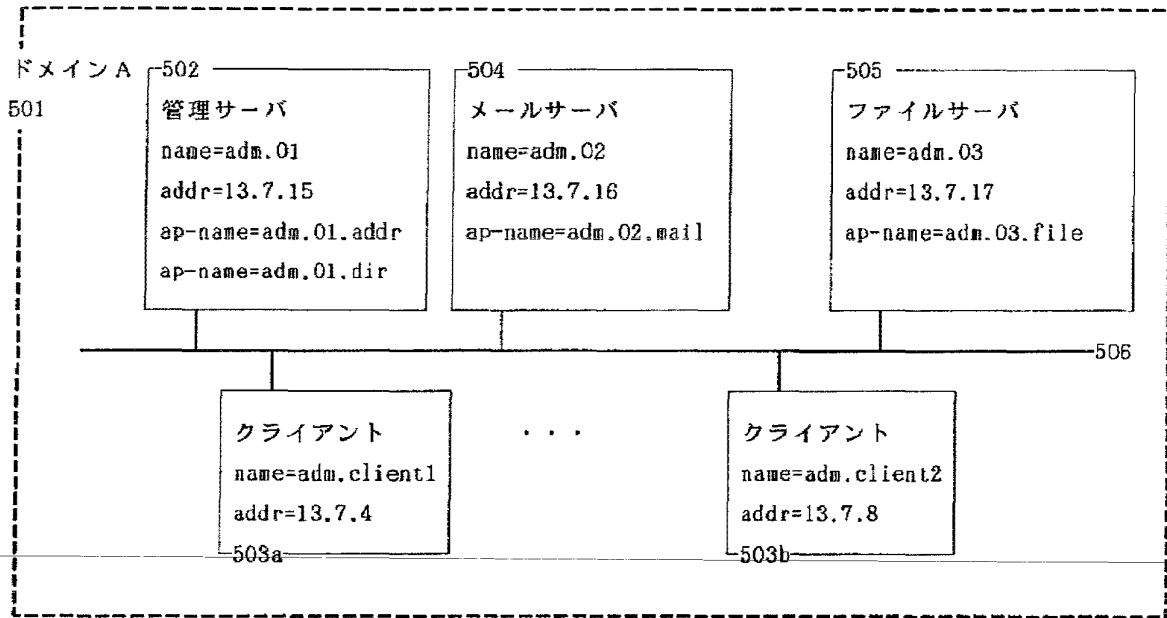 ドメインA
501
502
管理サーバ
name=adm.01
addr=13.7.15
ap-name=adm.01.addr
ap-name=adm.01.dir
504
メールサーバ
name=adm.02
addr=13.7.16
ap-name=adm.02.mail
505
ファイルサーバ
name=adm.03
addr=13.7.17
ap-name=adm.03.file
506
クライアント
name=adm.client1
addr=13.7.4
503a
・・・
クライアント
name=adm.client2
addr=13.7.8
503b